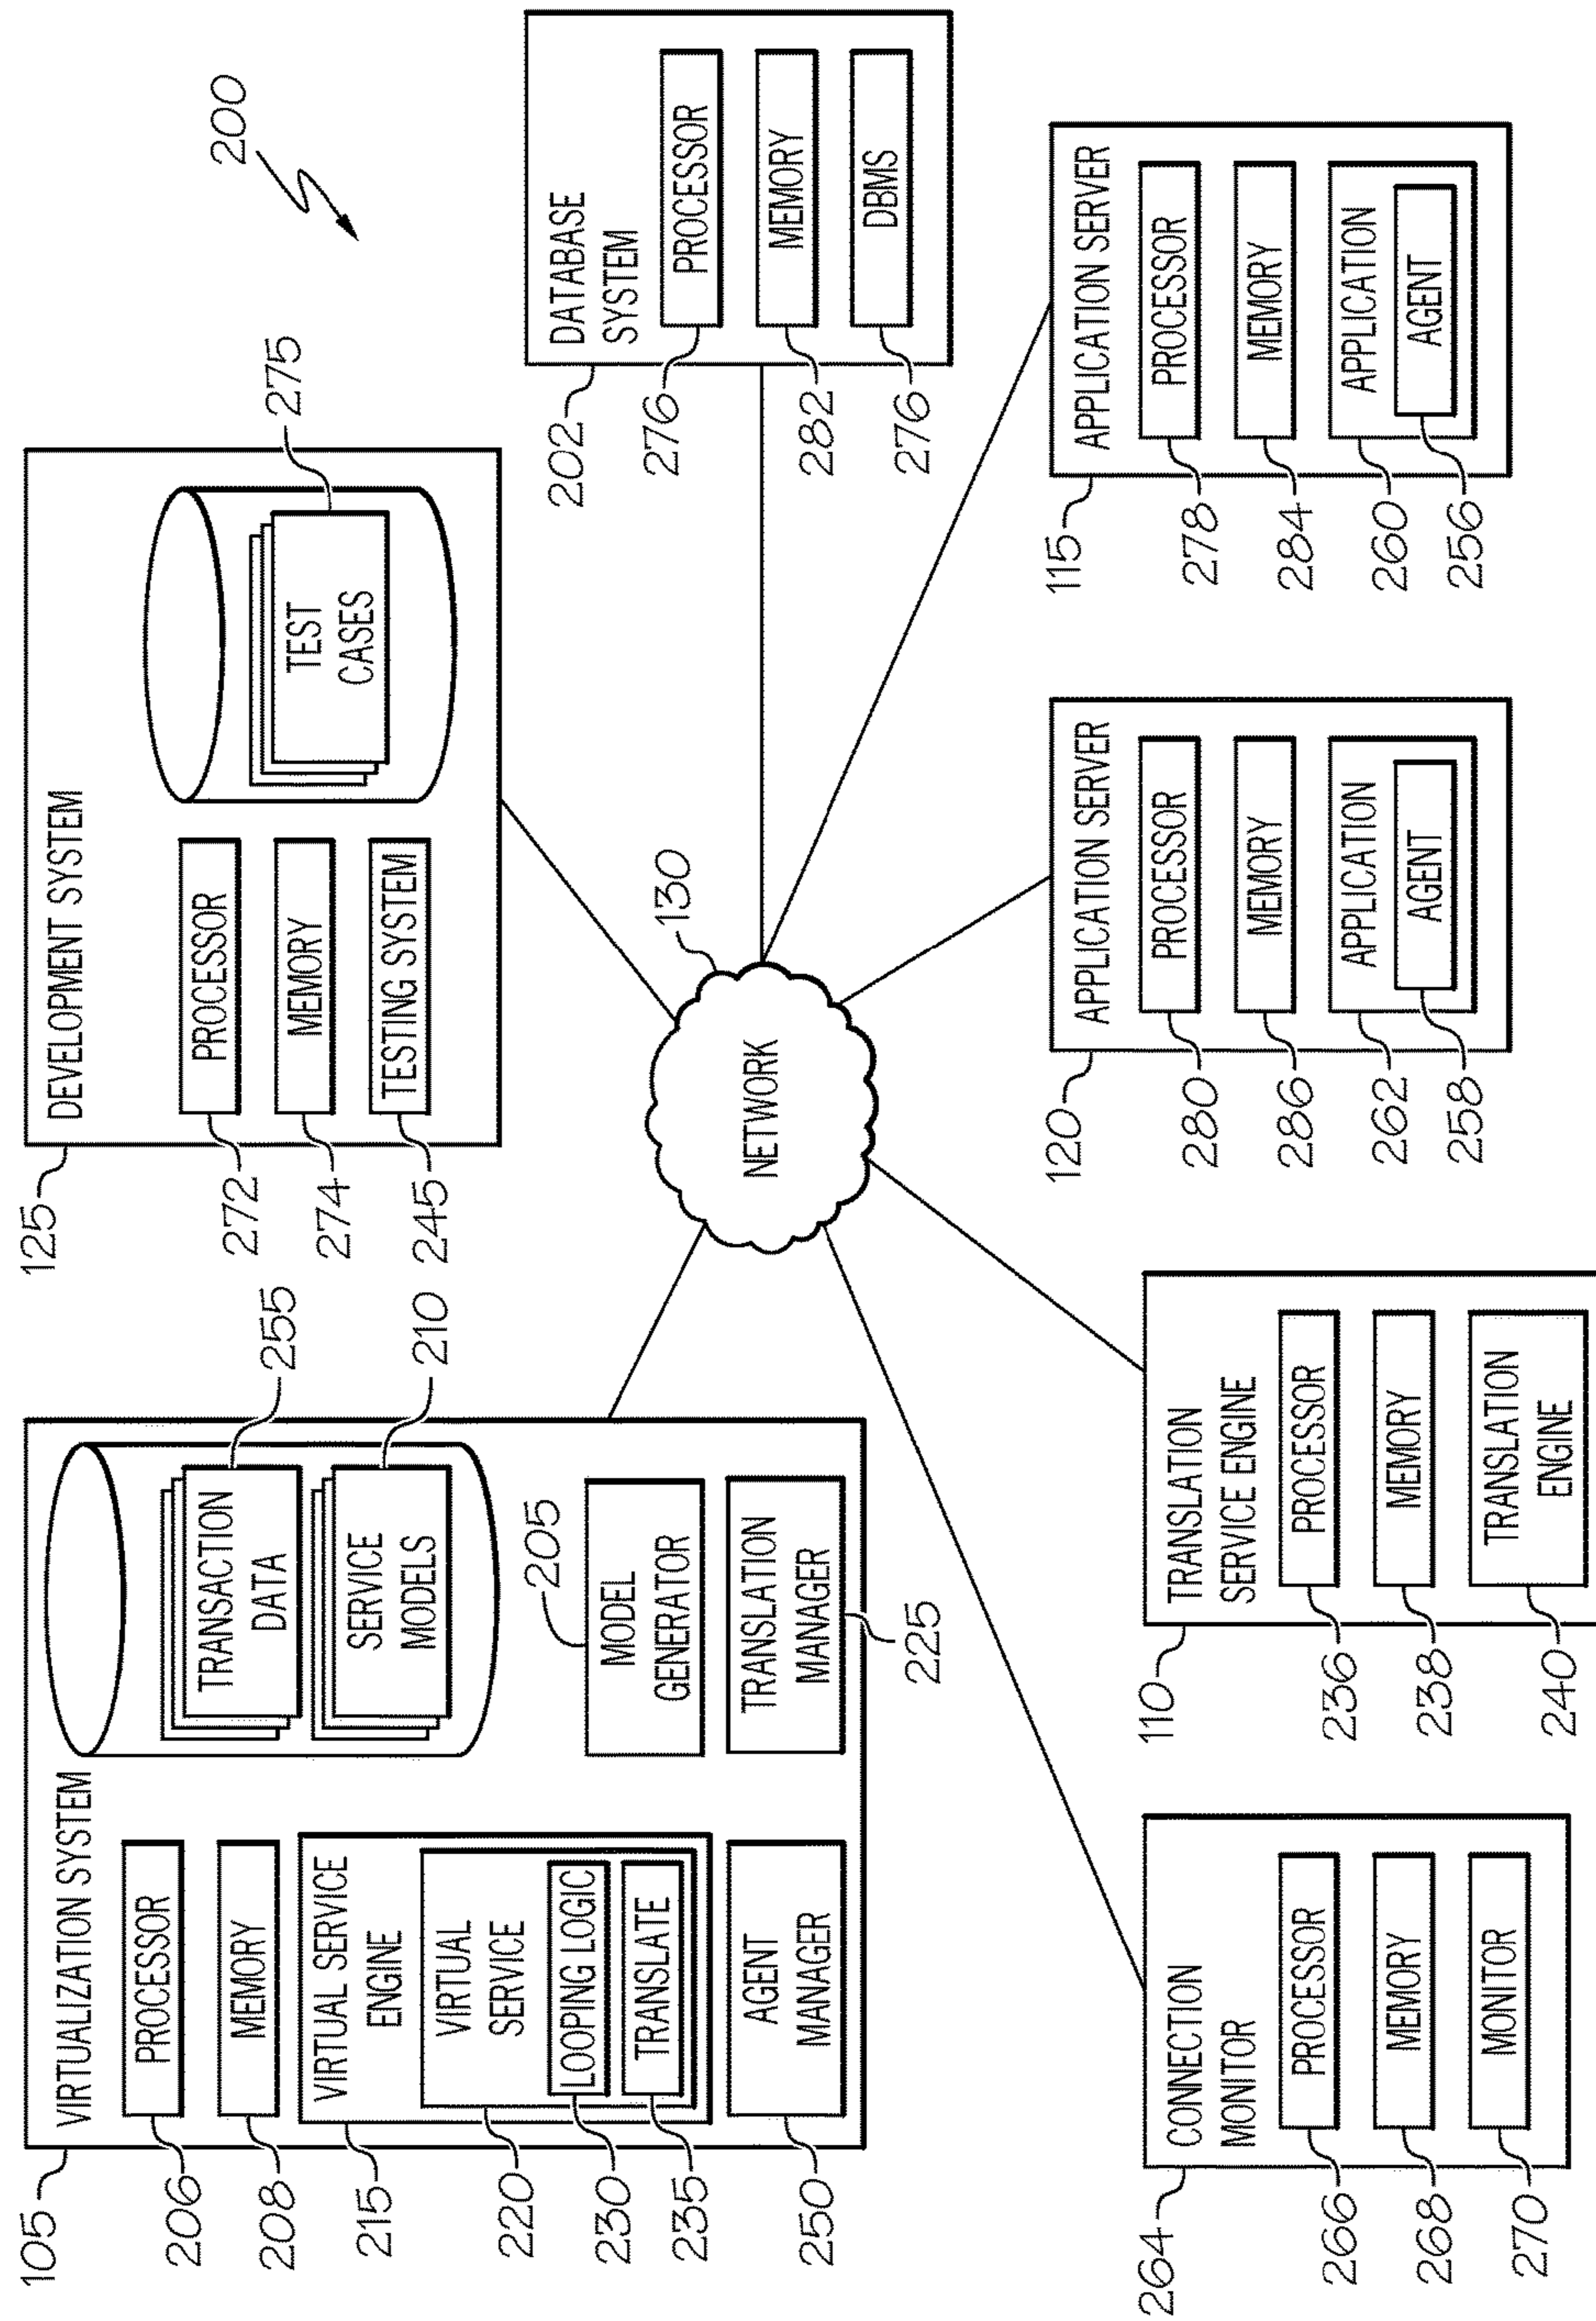 200
105
VIRTUALIZATION SYSTEM
206
PROCESSOR
208
MEMORY
215
VIRTUAL SERVICE
ENGINE
220
VIRTUAL
SERVICE
230
LOOPING LOGIC
235
TRANSLATE
250
AGENT
MANAGER
TRANSACTION
DATA
255
SERVICE
MODELS
210
205
MODEL
GENERATOR
TRANSLATION
MANAGER
225
125
DEVELOPMENT SYSTEM
272
PROCESSOR
274
MEMORY
245
TESTING SYSTEM
TEST
CASES
275
202
DATABASE
SYSTEM
276
PROCESSOR
282
MEMORY
276
DBMS
NETWORK
130
264
CONNECTION
MONITOR
266
PROCESSOR
268
MEMORY
270
MONITOR
110
TRANSLATION
SERVICE ENGINE
236
PROCESSOR
238
MEMORY
240
TRANSLATION
ENGINE
120
APPLICATION SERVER
280
PROCESSOR
286
MEMORY
262
APPLICATION
258
AGENT
115
APPLICATION SERVER
278
PROCESSOR
284
MEMORY
260
APPLICATION
256
AGENT